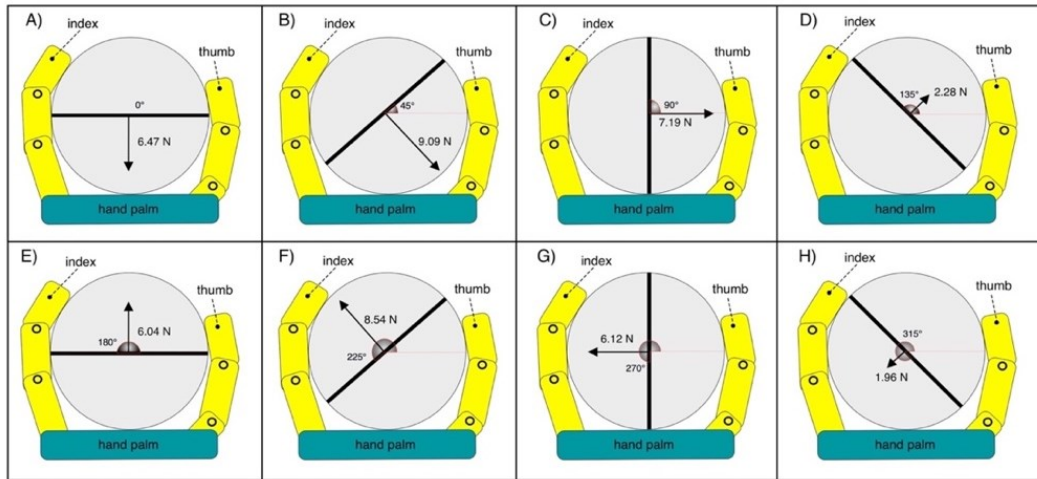 A)
index
thumb
0°
6.47 N
hand palm
B)
index
thumb
45°
9.09 N
hand palm
C)
index
thumb
90°
7.19 N
hand palm
D)
index
thumb
135°
2.28 N
hand palm
E)
index
thumb
6.04 N
180°
hand palm
F)
index
thumb
8.54 N
225°
hand palm
G)
index
thumb
6.12 N
270°
hand palm
H)
index
thumb
315°
1.96 N
hand palm